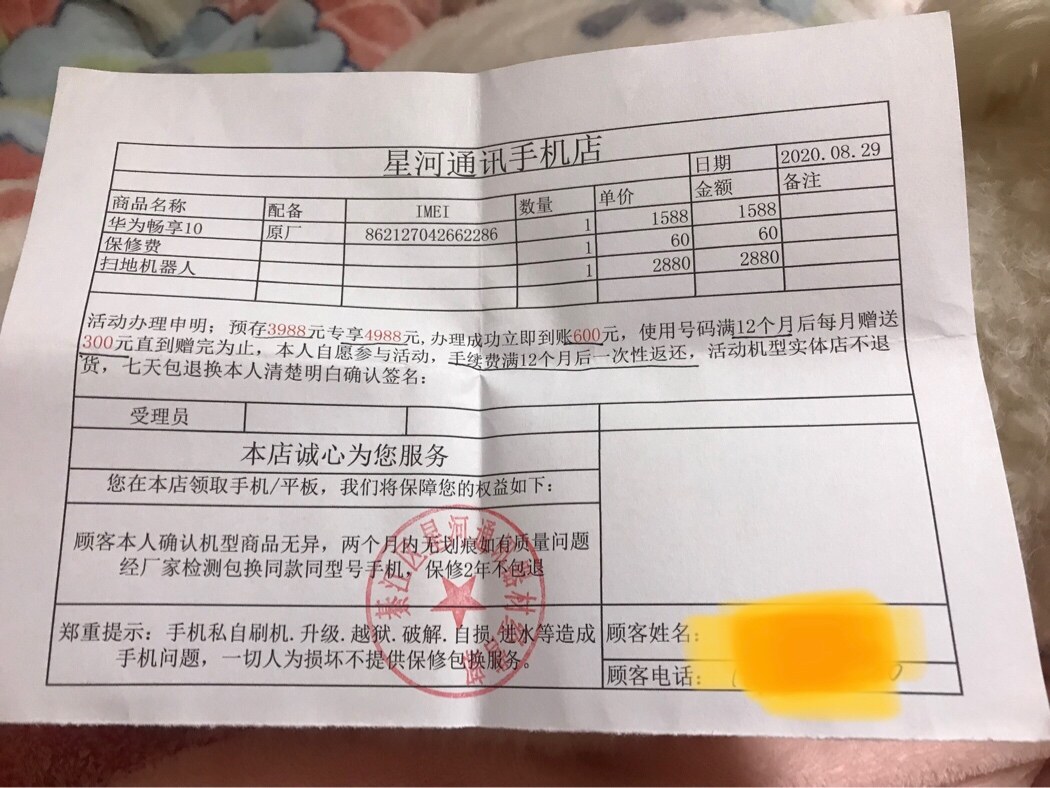 星河通讯手机店
日期 2020.08.29
商品名称 配备 IMEI 数量 单价 金额 备注
华为畅享10 原厂 862127042662286 1 1588 1588
保修费 1 60 60
扫地机器人 1 2880 2880
活动办理申明；预存3988元专享4988元,办理成功立即到账600元，使用号码满12个月后每月赠送
300元直到赠完为止，本人自愿参与活动，手续费满12个月后一次性返还，活动机型实体店不退
货，七天包退换本人清楚明白确认签名：
受理员
本店诚心为您服务
您在本店领取手机/平板，我们将保障您的权益如下：
顾客本人确认机型商品无异，两个月内无划痕如有质量问题
经厂家检测包换同款同型号手机，保修2年不包退
綦江区星河通讯器材经营部
郑重提示：手机私自刷机.升级.越狱.破解.自损.进水等造成
手机问题，一切人为损坏不提供保修包换服务。
顾客姓名：
顾客电话：